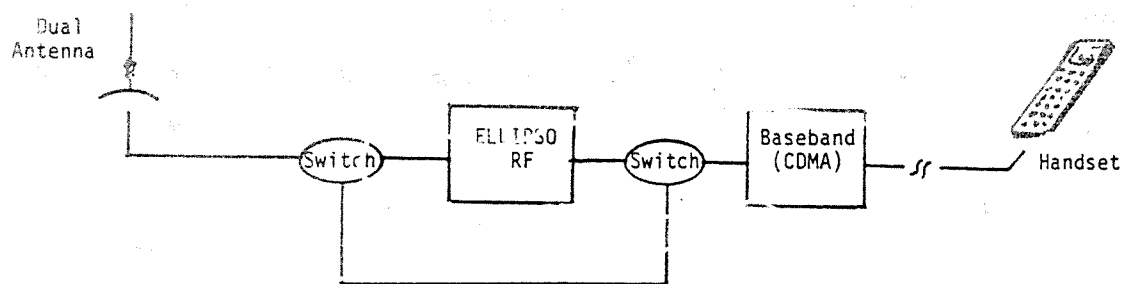 Dual
Antenna
Switch
ELLIPSO
RF
Switch
Baseband
(CDMA)
Handset